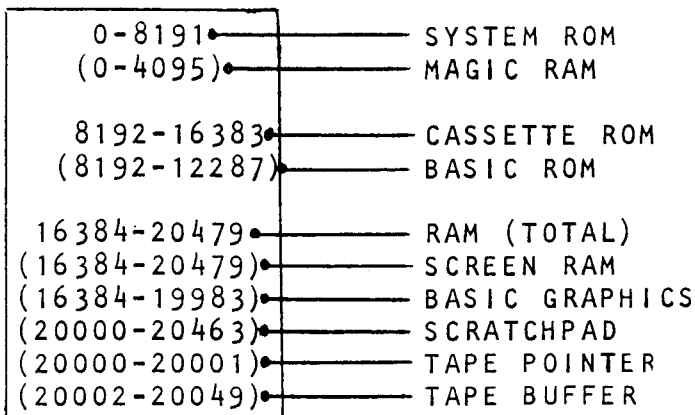 0-8191 SYSTEM ROM
(0-4095) MAGIC RAM
8192-16383 CASSETTE ROM
(8192-12287) BASIC ROM
16384-20479 RAM (TOTAL)
(16384-20479) SCREEN RAM
(16384-19983) BASIC GRAPHICS
(20000-20463) SCRATCHPAD
(20000-20001) TAPE POINTER
(20002-20049) TAPE BUFFER